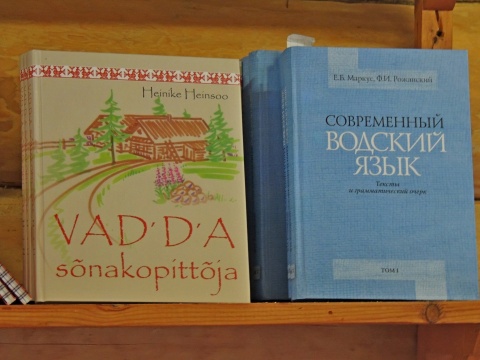 Heinike Heinsoo
VAD'D'A
sõnakopittõja
Е.Б. Маркус, Ф.И. Рожанский
СОВРЕМЕННЫЙ
ВОДСКИЙ
ЯЗЫК
Тексты
и грамматический очерк
ТОМ I